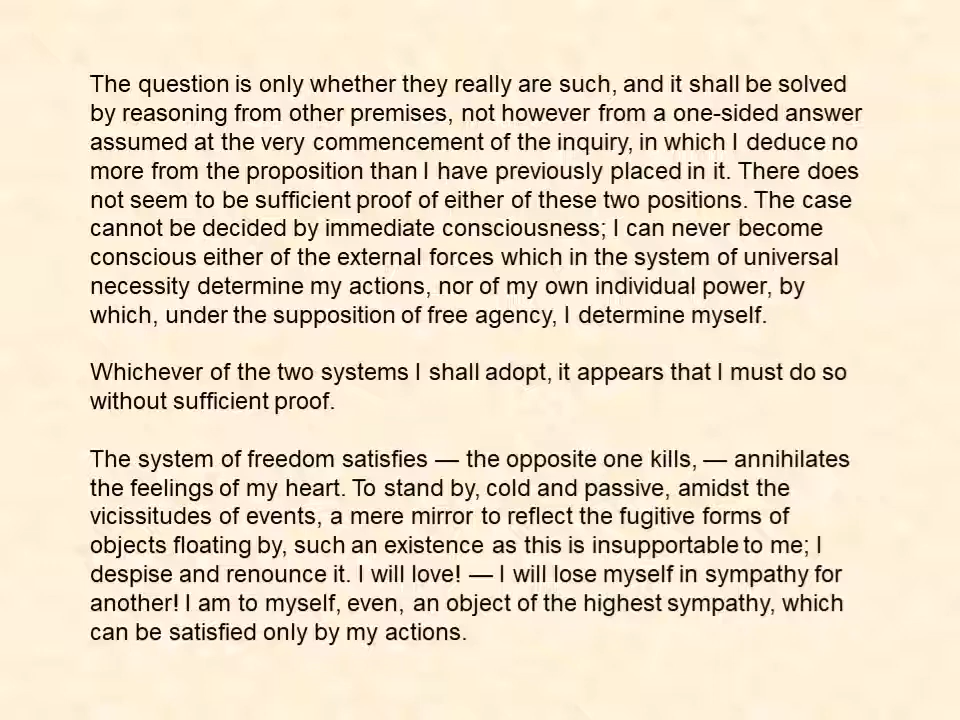 The question is only whether they really are such, and it shall be solved
by reasoning from other premises, not however from a one-sided answer
assumed at the very commencement of the inquiry, in which I deduce no
more from the proposition than I have previously placed in it. There does
not seem to be sufficient proof of either of these two positions. The case
cannot be decided by immediate consciousness; I can never become
conscious either of the external forces which in the system of universal
necessity determine my actions, nor of my own individual power, by
which, under the supposition of free agency, I determine myself.
Whichever of the two systems I shall adopt, it appears that I must do so
without sufficient proof.
The system of freedom satisfies — the opposite one kills, — annihilates
the feelings of my heart. To stand by, cold and passive, amidst the
vicissitudes of events, a mere mirror to reflect the fugitive forms of
objects floating by, such an existence as this is insupportable to me; I
despise and renounce it. I will love! — I will lose myself in sympathy for
another! I am to myself, even, an object of the highest sympathy, which
can be satisfied only by my actions.